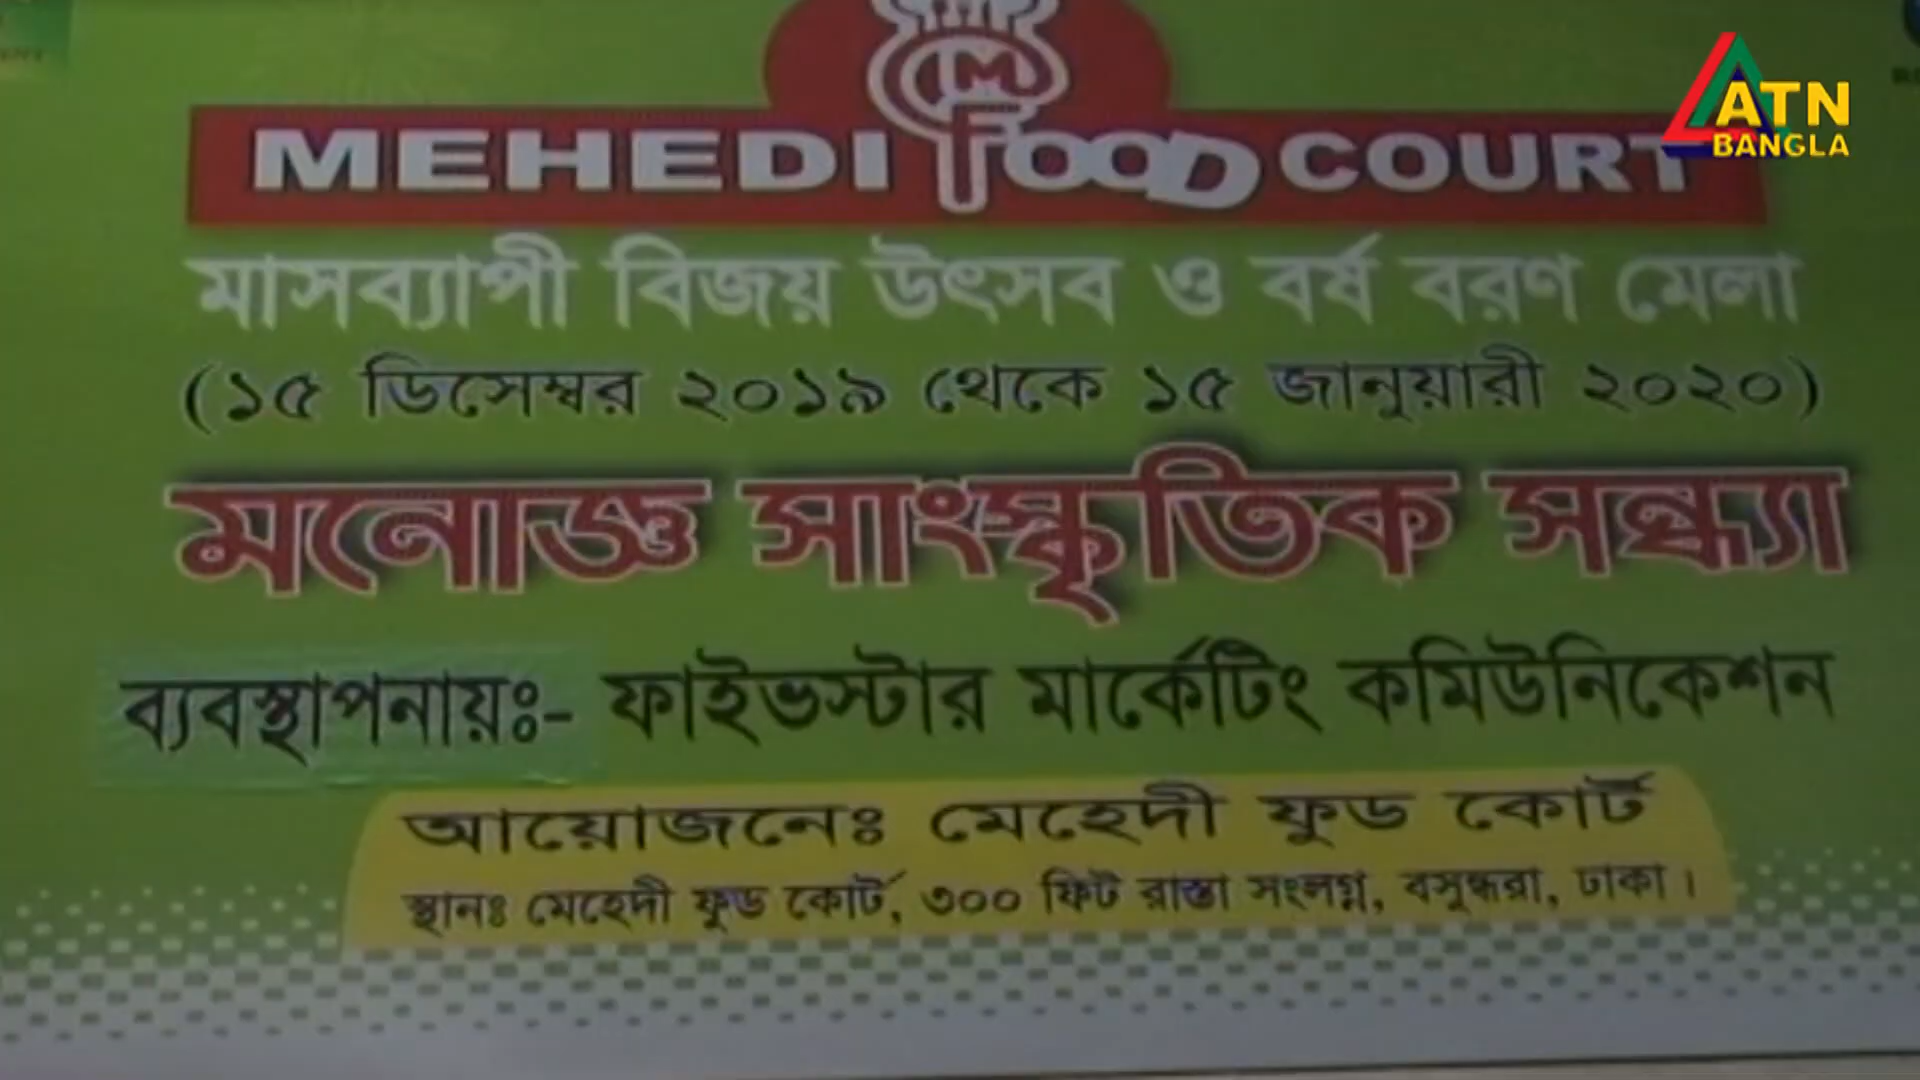 MEHEDI FOOD COURT
ATN
BANGLA
মাসব্যাপী বিজয় উৎসব ও বর্ষ বরণ মেলা
(১৫ ডিসেম্বর ২০১৯ থেকে ১৫ জানুয়ারী ২০২০)
মনোজ্ঞ সাংস্কৃতিক সন্ধ্যা
ব্যবস্থাপনায়ঃ- ফাইভস্টার মার্কেটিং কমিউনিকেশন
আয়োজনেঃ মেহেদী ফুড কোর্ট
স্থানঃ মেহেদী ফুড কোর্ট, ৩০০ ফিট রাস্তা সংলগ্ন, বসুন্ধরা, ঢাকা।